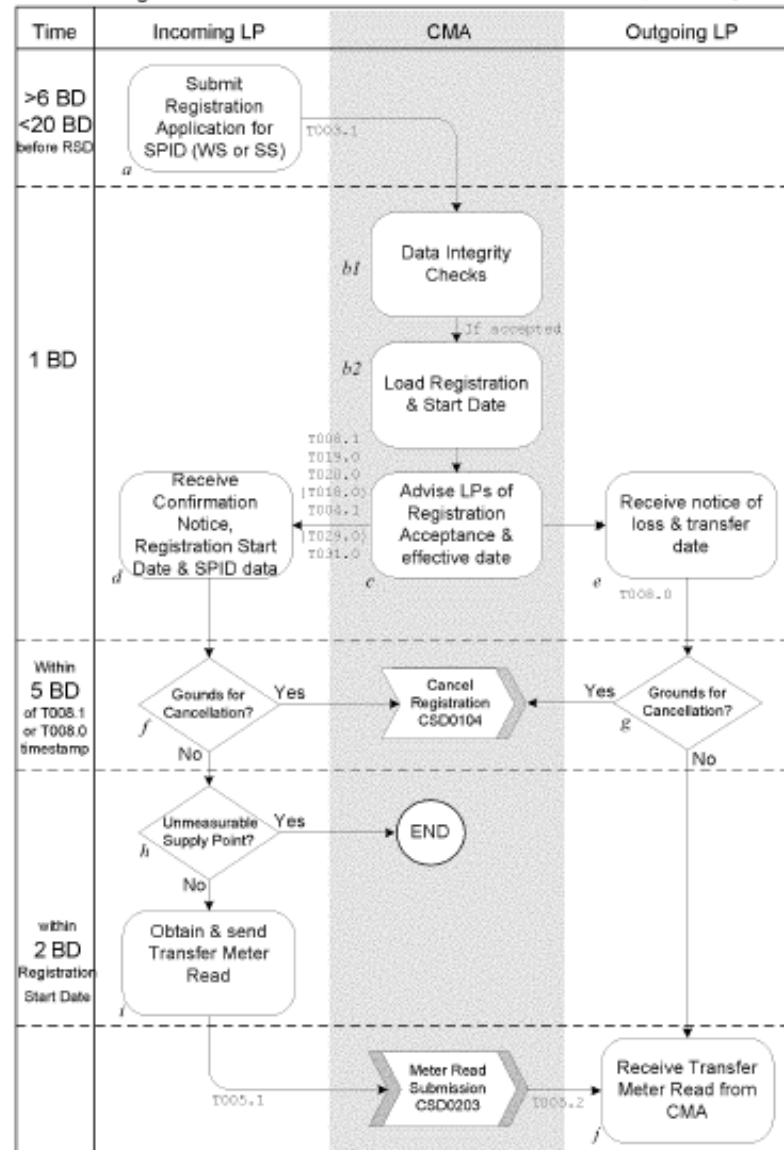 Time
Incoming LP
CMA
Outgoing LP
>6 BD
<20 BD
before RSD
Submit
Registration
Application for
SPID (WS or SS)
a
T003.1
1 BD
b1
Data Integrity
Checks
If accepted
b2
Load Registration
& Start Date
T008.1
T019.0
T020.0
(T018.0)
T004.1
(T029.0)
T031.0
Receive
Confirmation
Notice,
Registration Start
Date & SPID data
d
Advise LPs of
Registration
Acceptance &
effective date
c
Receive notice of
loss & transfer
date
e
T008.0
Within
5 BD
of T008.1
or T008.0
timestamp
Grounds for
Cancellation?
f
Yes
No
Cancel
Registration
CSD0104
Yes
Grounds for
Cancellation?
g
No
Unmeasurable
Supply Point?
h
Yes
No
END
within
2 BD
Registration
Start Date
Obtain & send
Transfer Meter
Read
i
T005.1
Meter Read
Submission
CSD0203
T005.2
Receive Transfer
Meter Read from
CMA
j